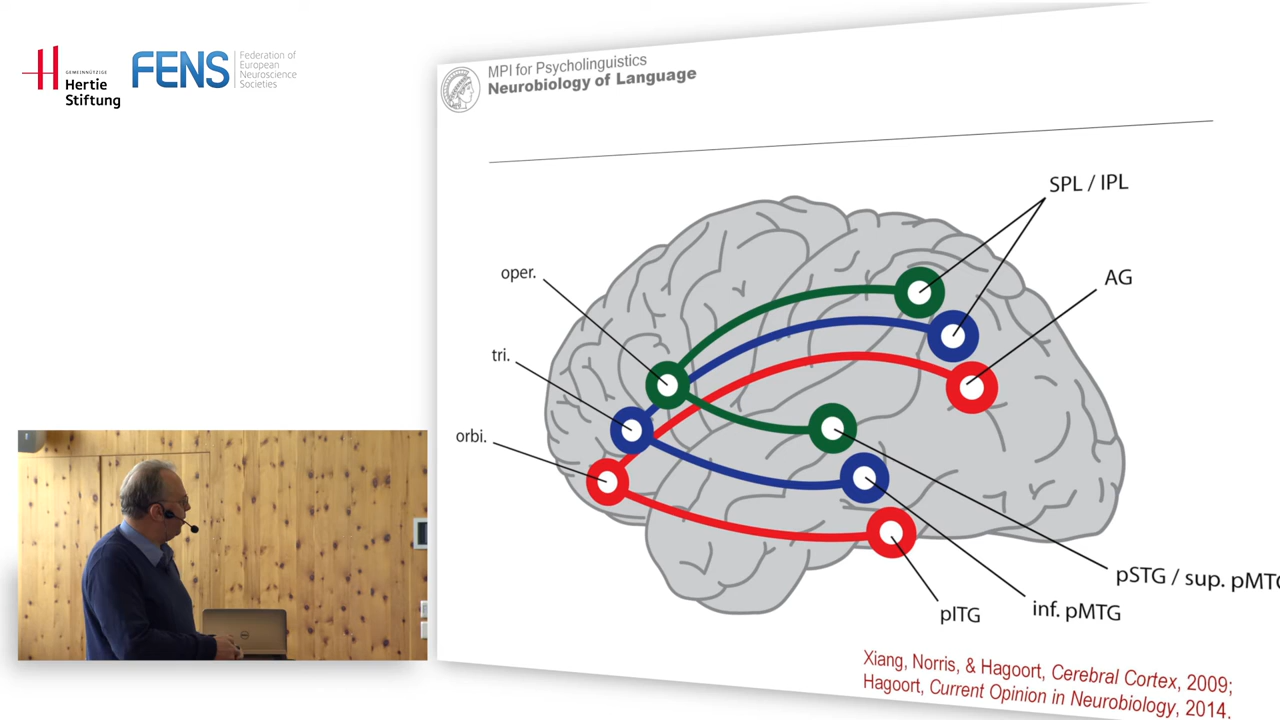 GEMEINNÜTZIGE
Hertie
Stiftung
FENS
Federation of
European
Neuroscience
Societies
MPI for Psycholinguistics
Neurobiology of Language
SPL / IPL
oper.
AG
tri.
orbi.
pSTG / sup. pMTG
inf. pMTG
pITG
Xiang, Norris, & Hagoort, Cerebral Cortex, 2009;
Hagoort, Current Opinion in Neurobiology, 2014.